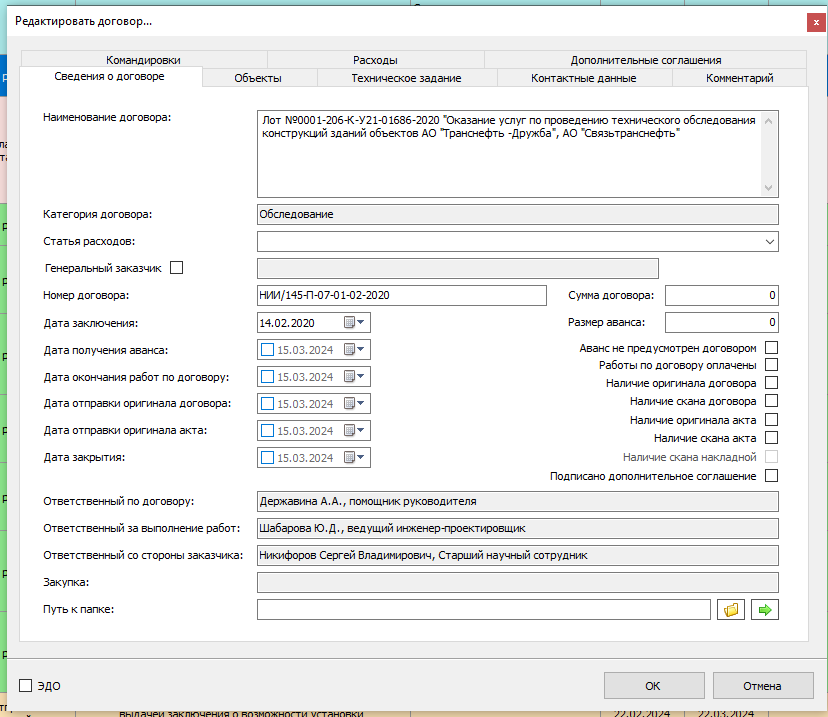 Редактировать договор...
x
Командировки
Расходы
Дополнительные соглашения
Сведения о договоре
Объекты
Техническое задание
Контактные данные
Комментарий
Наименование договора:
Лот №0001-206-К-У21-01686-2020 "Оказание услуг по проведению технического обследования
конструкций зданий объектов АО "Транснефть -Дружба", АО "Связьтранснефть"
Категория договора:
Обследование
Статья расходов:
Генеральный заказчик
Номер договора:
НИИ/145-П-07-01-02-2020
Сумма договора:
0
Дата заключения:
14.02.2020
Размер аванса:
0
Дата получения аванса:
15.03.2024
Аванс не предусмотрен договором
Работы по договору оплачены
Дата окончания работ по договору:
15.03.2024
Наличие оригинала договора
Дата отправки оригинала договора:
15.03.2024
Наличие скана договора
Наличие оригинала акта
Дата отправки оригинала акта:
15.03.2024
Наличие скана акта
Дата закрытия:
15.03.2024
Наличие скана накладной
Подписано дополнительное соглашение
Ответственный по договору:
Державина А.А., помощник руководителя
Ответственный за выполнение работ:
Шабарова Ю.Д., ведущий инженер-проектировщик
Ответственный со стороны заказчика:
Никифоров Сергей Владимирович, Старший научный сотрудник
Закупка:
Путь к папке:
ЭДО
ОК
Отмена
выдачей заключения о возможности установки
22.02.2024
22.03.2024